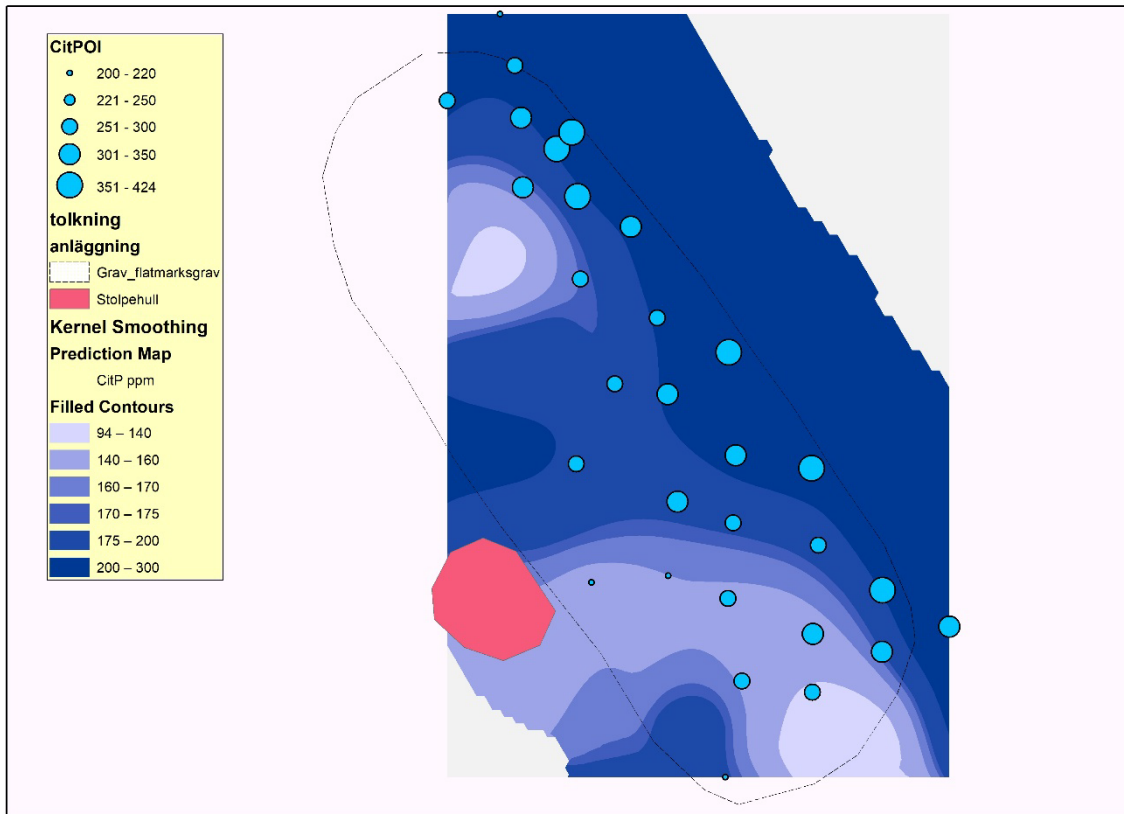 CitPOI
200 - 220
221 - 250
251 - 300
301 - 350
351 - 424
tolkning
anläggning
Grav_flatmarksgrav
Stolpehull
Kernel Smoothing
Prediction Map
CitP ppm
Filled Contours
94 – 140
140 – 160
160 – 170
170 – 175
175 – 200
200 – 300